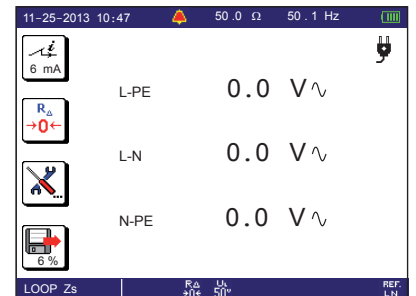 11-25-2013 10:47 50.0 Ω 50.1 Hz
i
6 mA
L-PE 0.0 V∿
RΔ
→0←
L-N 0.0 V∿
...
N-PE 0.0 V∿
6 %
LOOP Zs RΔ →0← UL 50V REF. LN